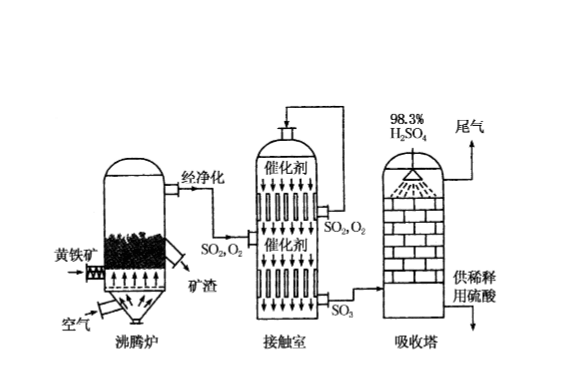 98.3%
H₂SO₄
尾气
催化剂
经净化
SO₂,O₂
SO₂,O₂
催化剂
黄铁矿
矿渣
供稀释
用硫酸
SO₃
空气
沸腾炉
接触室
吸收塔